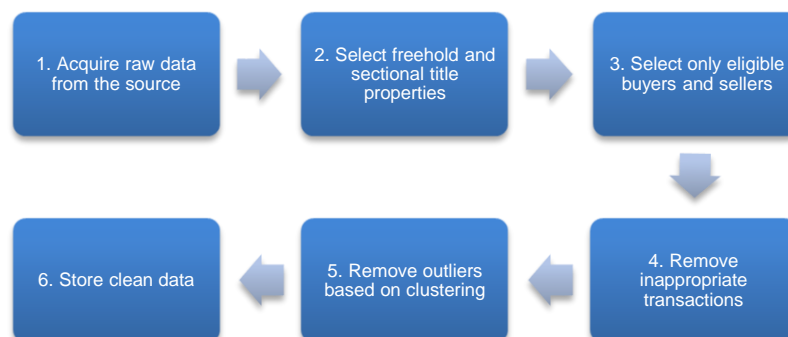 1. Acquire raw data
from the source
2. Select freehold and
sectional title
properties
3. Select only eligible
buyers and sellers
4. Remove
inappropriate
transactions
5. Remove outliers
based on clustering
6. Store clean data